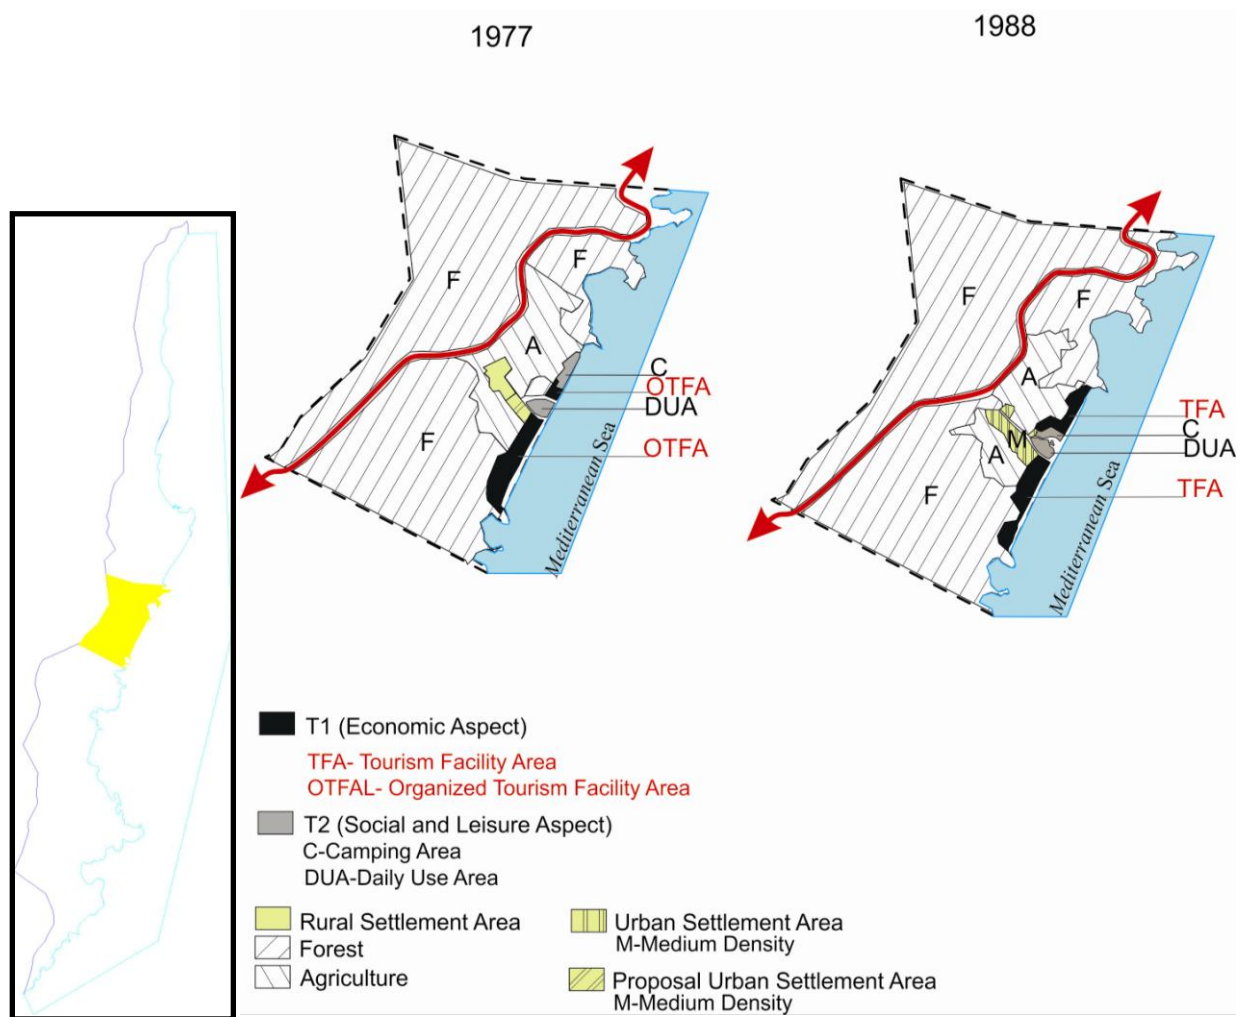 1977
F
F
A
F
C
OTFA
DUA
OTFA
Mediterranean Sea
1988
F
F
A
M
A
F
TFA
C
DUA
TFA
Mediterranean Sea
T1 (Economic Aspect)
TFA- Tourism Facility Area
OTFAL- Organized Tourism Facility Area
T2 (Social and Leisure Aspect)
C-Camping Area
DUA-Daily Use Area
Rural Settlement Area
Forest
Agriculture
Urban Settlement Area
M-Medium Density
Proposal Urban Settlement Area
M-Medium Density